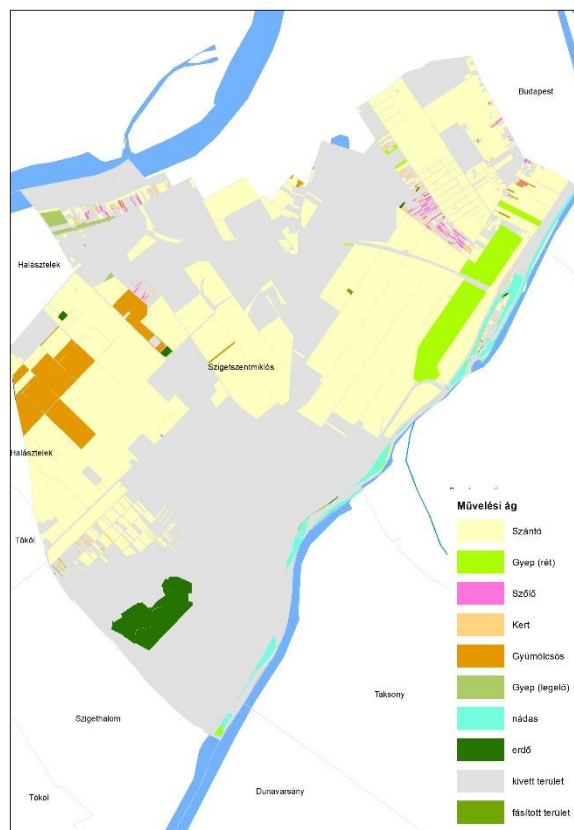 Budapest
Halásztelek
Szigetszentmiklós
Halásztelek
Tököl
Szigethalom
Taksony
Tököl
Dunavarsány
Művelési ág
Szántó
Gyep (rét)
Szőlő
Kert
Gyümölcsös
Gyep (legelő)
nádas
erdő
kivett terület
fásított terület